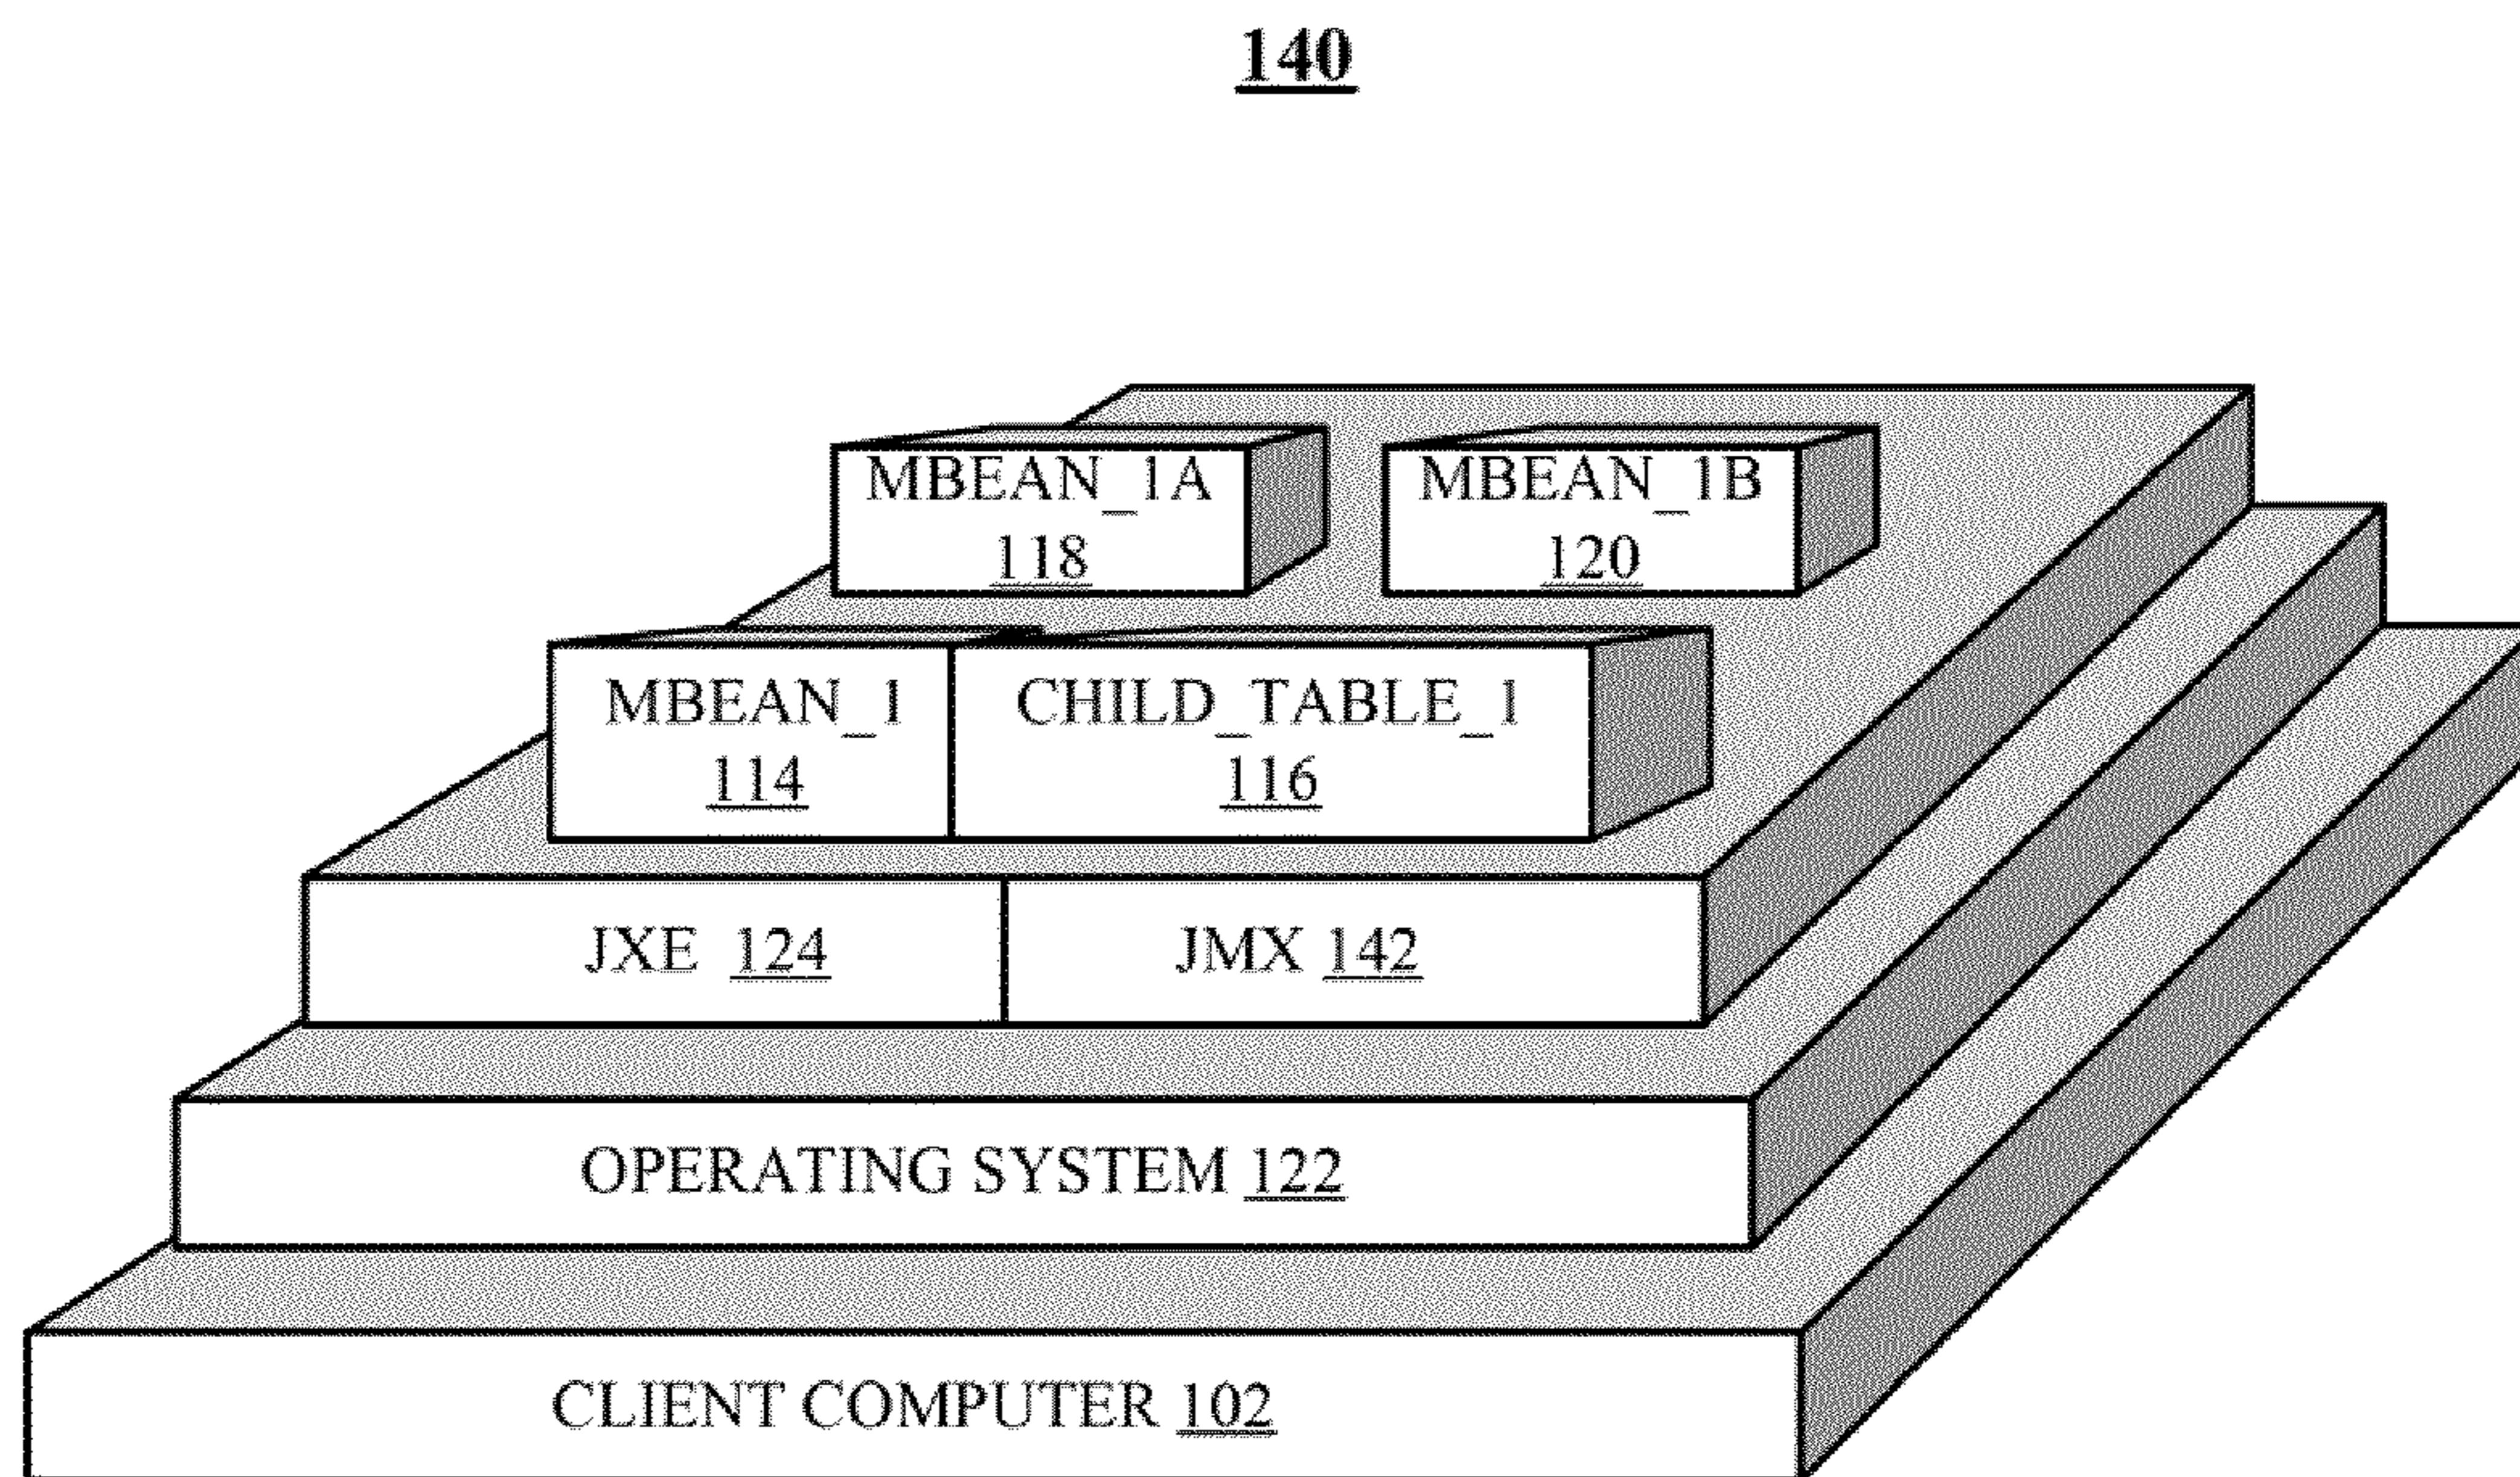 140
MBEAN_1A
118
MBEAN_1B
120
MBEAN_1
114
CHILD_TABLE_1
116
JXE 124
JMX 142
OPERATING SYSTEM 122
CLIENT COMPUTER 102